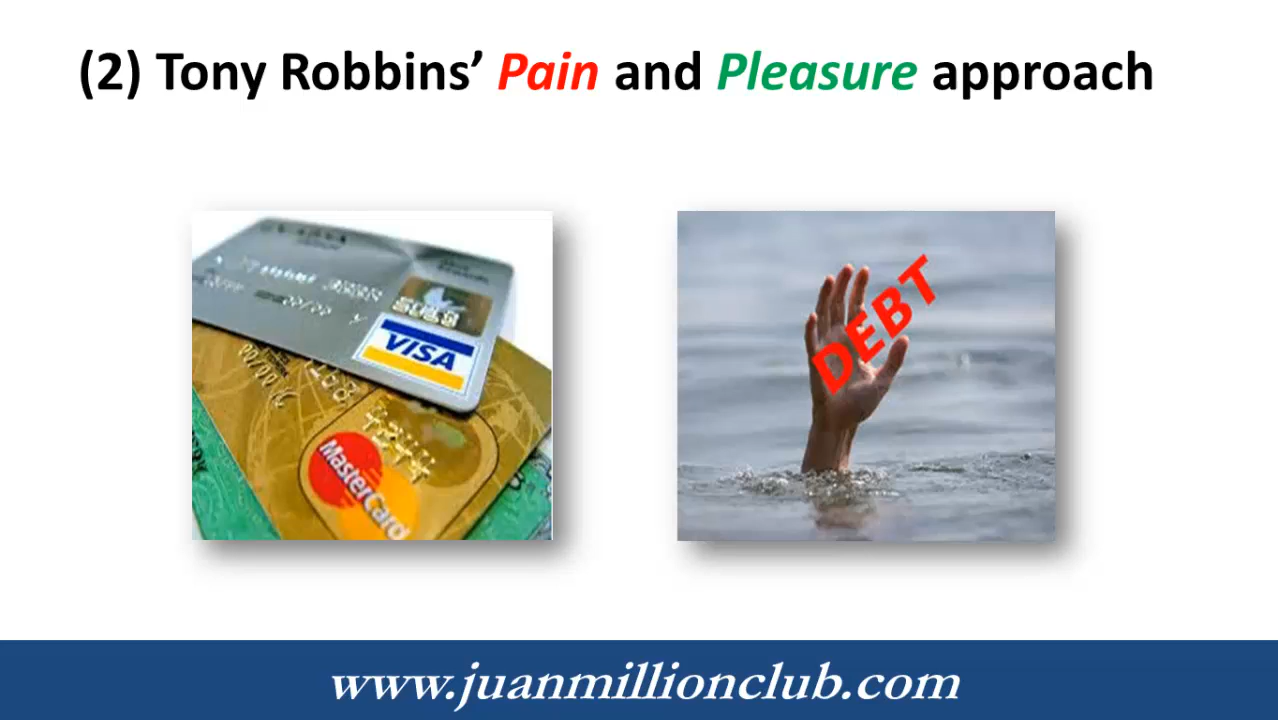 (2) Tony Robbins’ Pain and Pleasure approach
VISA
MasterCard
DEBT
www.juanmillionclub.com